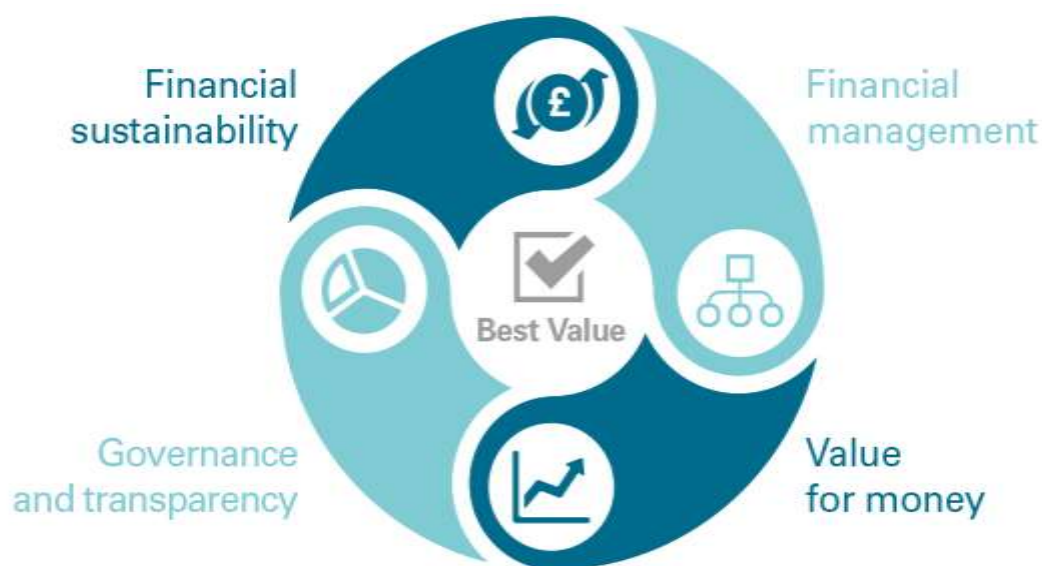 Financial
sustainability
Financial
management
£
Best Value
Governance
and transparency
Value
for money